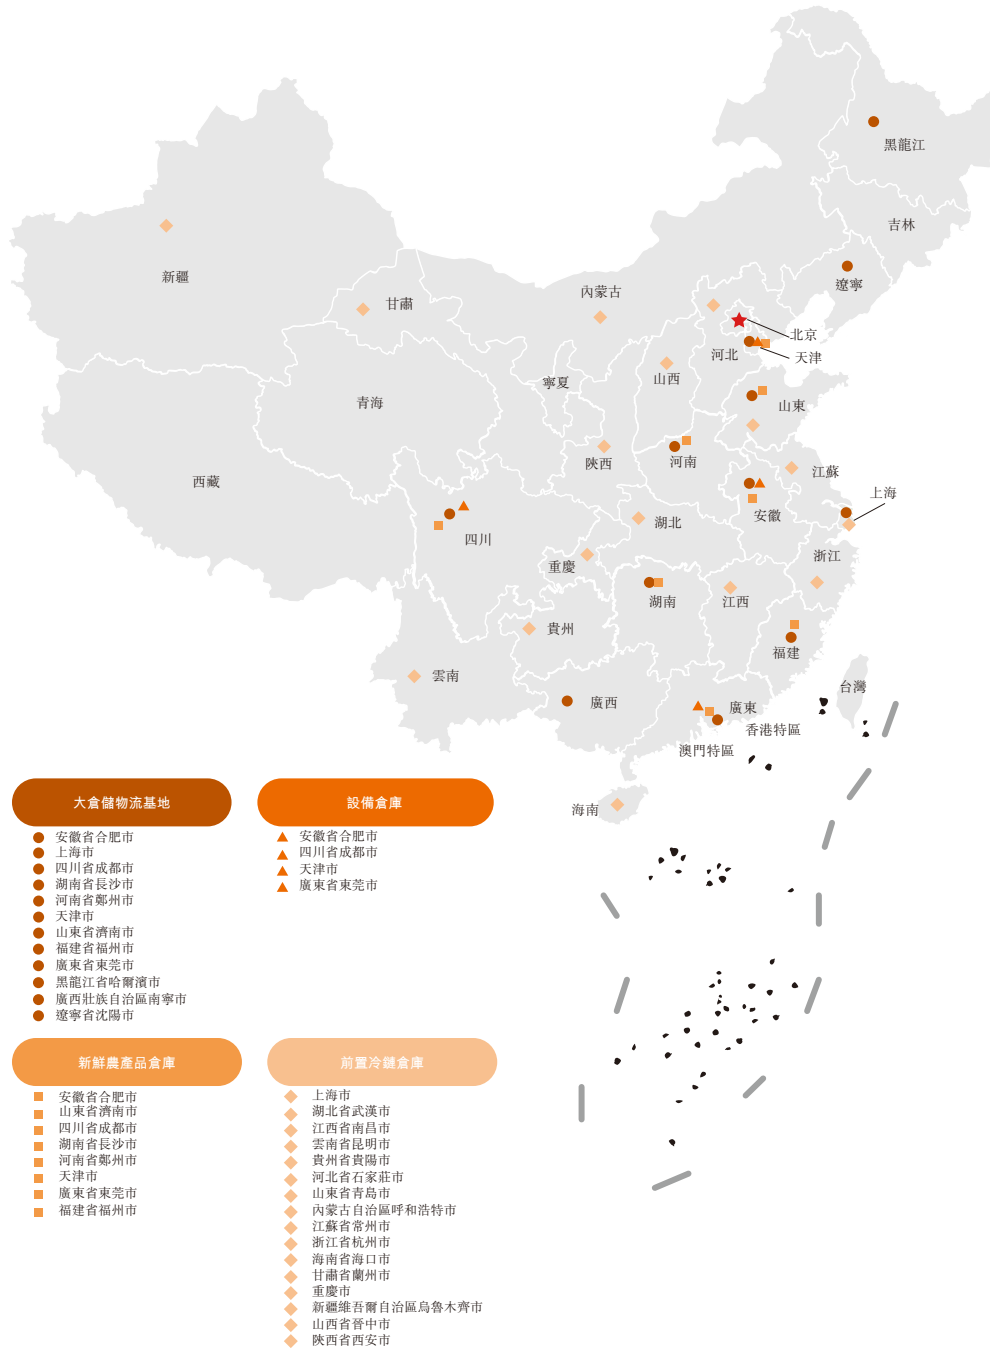 黑龍江
吉林
新疆
遼寧
內蒙古
甘肅
北京
河北
天津
山西
寧夏
青海
山東
陝西
河南
江蘇
西藏
上海
安徽
湖北
四川
浙江
重慶
湖南
江西
貴州
福建
雲南
台灣
廣西
廣東
香港特區
澳門特區
海南
大倉儲物流基地
安徽省合肥市
上海市
四川省成都市
湖南省長沙市
河南省鄭州市
天津市
山東省濟南市
福建省福州市
廣東省東莞市
黑龍江省哈爾濱市
廣西壯族自治區南寧市
遼寧省沈陽市
設備倉庫
安徽省合肥市
四川省成都市
天津市
廣東省東莞市
新鮮農產品倉庫
安徽省合肥市
山東省濟南市
四川省成都市
湖南省長沙市
河南省鄭州市
天津市
廣東省東莞市
福建省福州市
前置冷鏈倉庫
上海市
湖北省武漢市
江西省南昌市
雲南省昆明市
貴州省貴陽市
河北省石家莊市
山東省青島市
內蒙古自治區呼和浩特市
江蘇省常州市
浙江省杭州市
海南省海口市
甘肅省蘭州市
重慶市
新疆維吾爾自治區烏魯木齊市
山西省晉中市
陝西省西安市